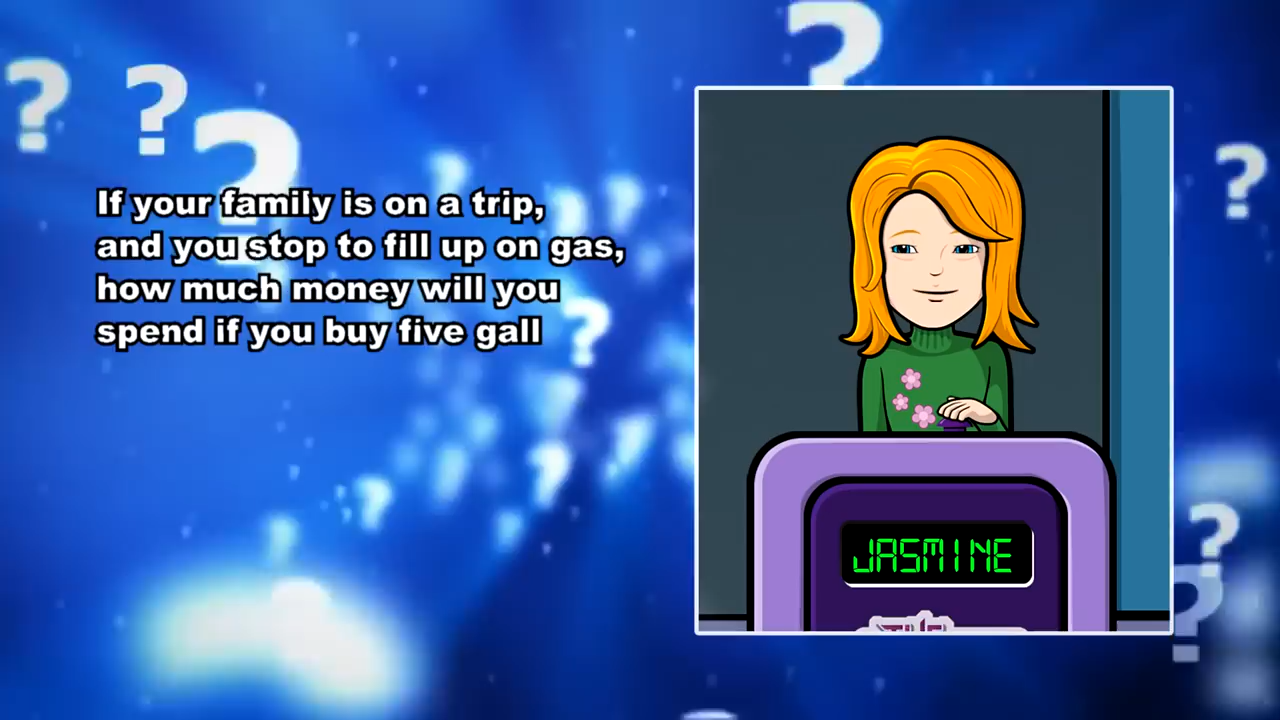 If your family is on a trip,
and you stop to fill up on gas,
how much money will you
spend if you buy five gall
JASMINE